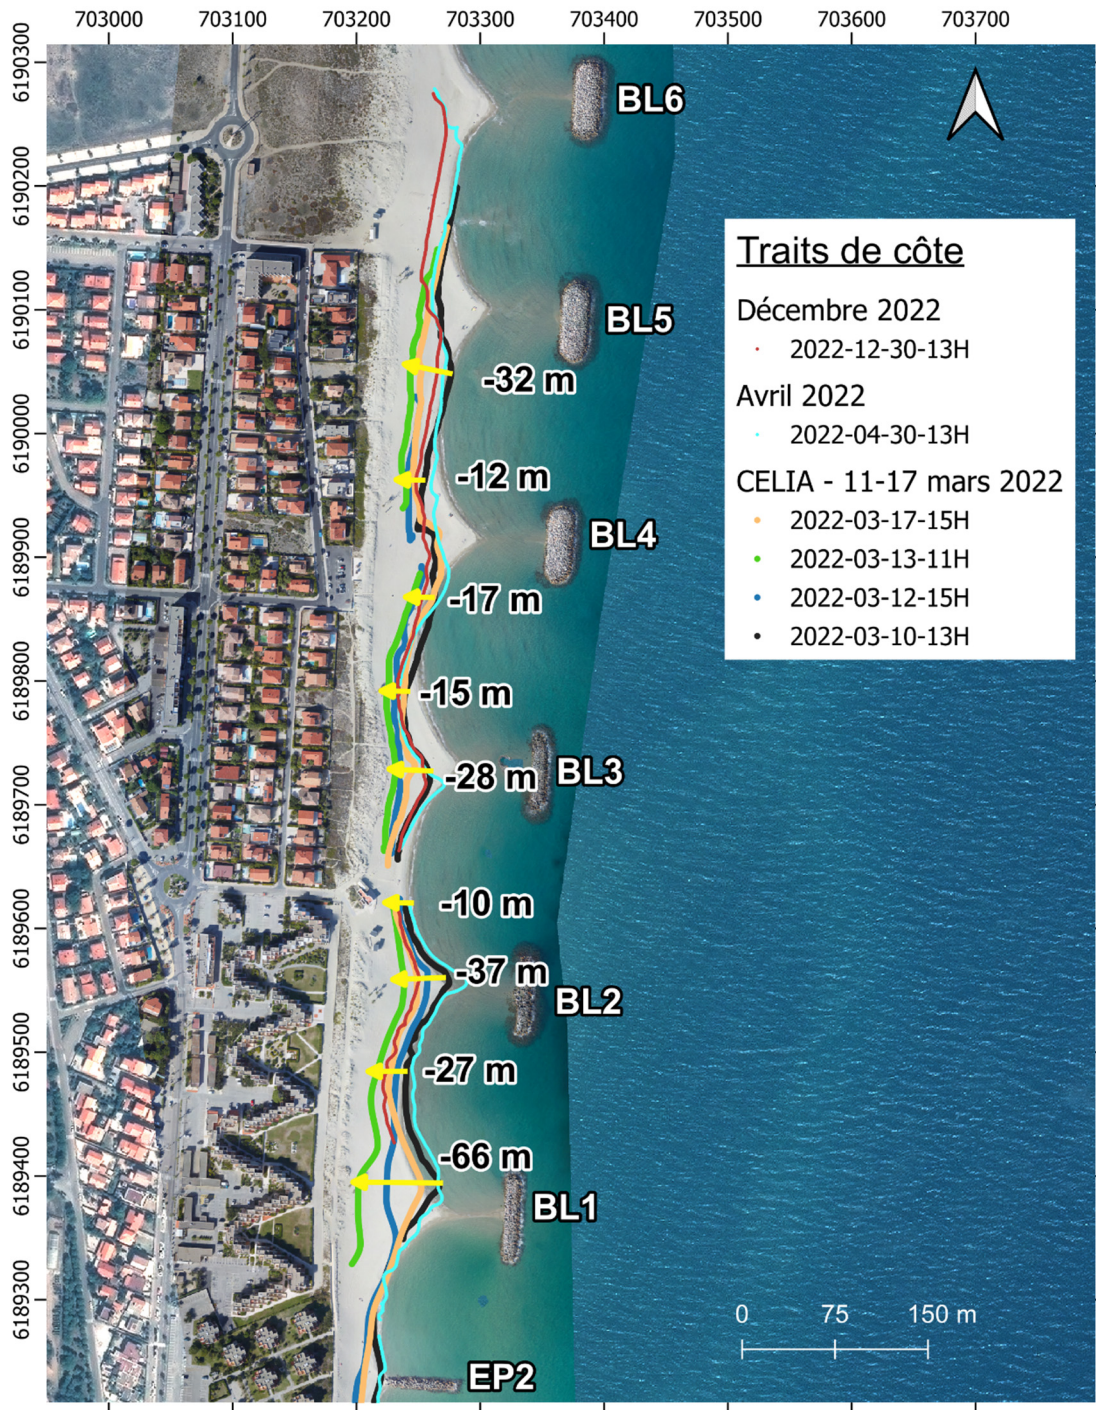 703000 703100 703200 703300 703400 703500 703600 703700
6190300
6190200
6190100
6190000
6189900
6189800
6189700
6189600
6189500
6189400
6189300
BL6
BL5
-32 m
-12 m
BL4
-17 m
-15 m
BL3
-28 m
-10 m
-37 m
BL2
-27 m
-66 m
BL1
EP2
Traits de côte
Décembre 2022
2022-12-30-13H
Avril 2022
2022-04-30-13H
CELIA - 11-17 mars 2022
2022-03-17-15H
2022-03-13-11H
2022-03-12-15H
2022-03-10-13H
0 75 150 m